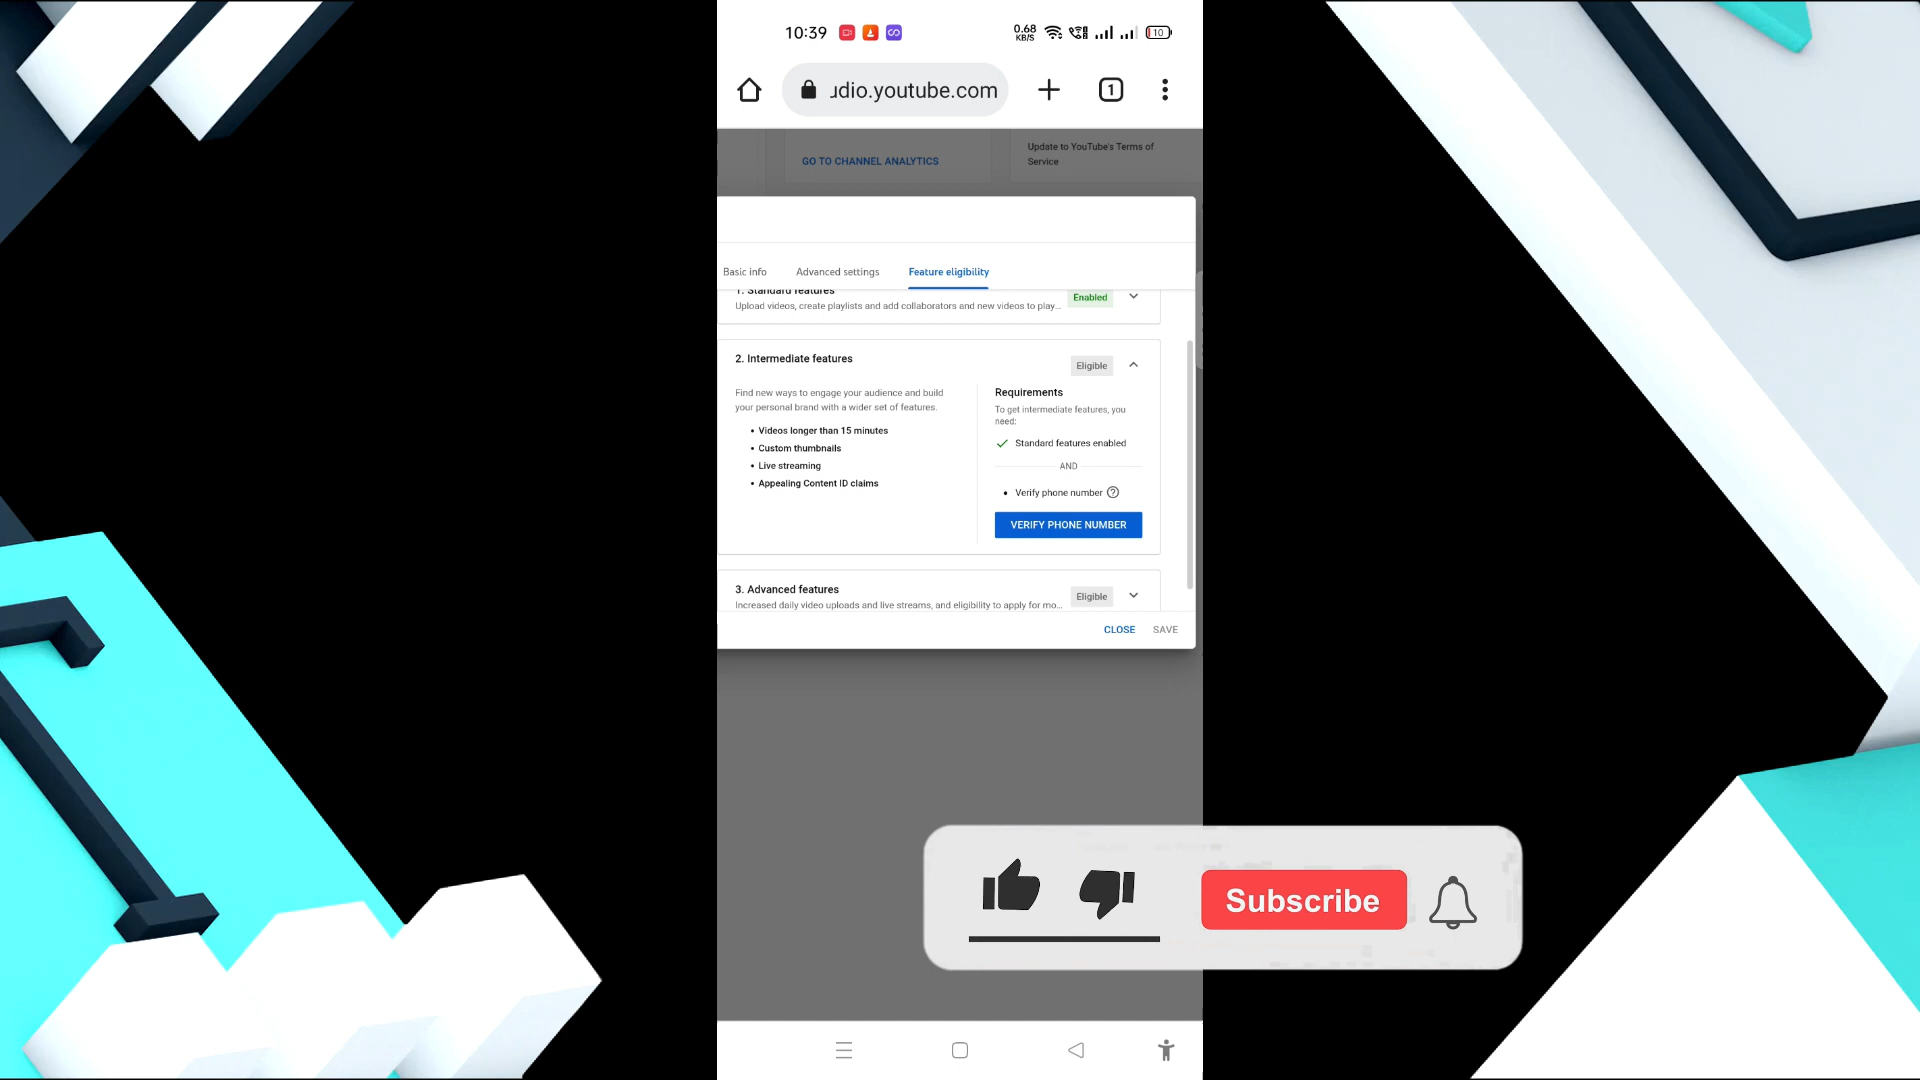 10:39
0.68
KB/S
10
udio.youtube.com
1
GO TO CHANNEL ANALYTICS
Update to YouTube's Terms of
Service
Basic info
Advanced settings
Feature eligibility
1. Standard features
Enabled
Upload videos, create playlists and add collaborators and new videos to play...
2. Intermediate features
Eligible
Find new ways to engage your audience and build
your personal brand with a wider set of features.
• Videos longer than 15 minutes
• Custom thumbnails
• Live streaming
• Appealing Content ID claims
Requirements
To get intermediate features, you
need:
Standard features enabled
AND
• Verify phone number
VERIFY PHONE NUMBER
3. Advanced features
Eligible
Increased daily video uploads and live streams, and eligibility to apply for mo...
CLOSE
SAVE
Subscribe